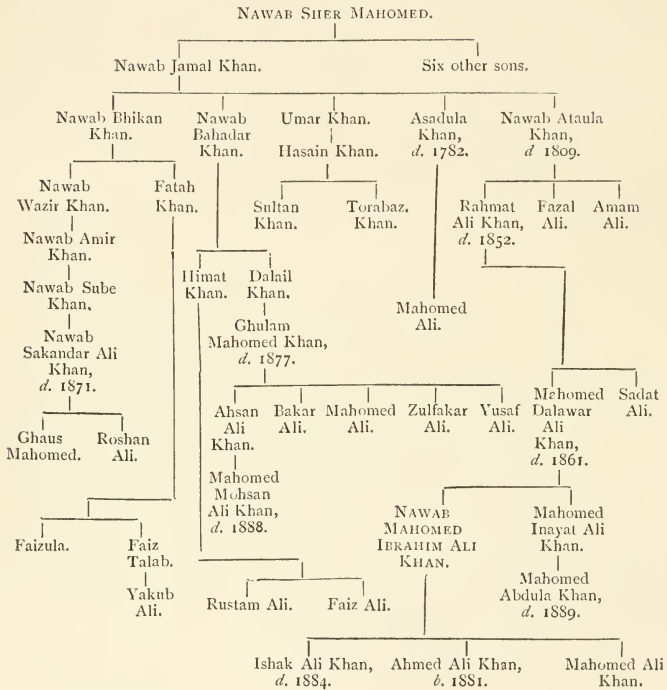 NAWAB SHER MAHOMED.
Nawab Jamal Khan.
Six other sons.
Nawab Bhikan
Khan.
Nawab
Bahadar
Khan.
Umar Khan.
Hasain Khan.
Asadula
Khan,
d. 1782.
Nawab Ataula
Khan,
d 1809.
Nawab
Wazir Khan.
Fatah
Khan.
Sultan
Khan.
Torabaz.
Khan.
Rahmat
Ali Khan,
d. 1852.
Fazal
Ali.
Amam
Ali.
Nawab Amir
Khan.
Nawab Sube
Khan,
Nawab
Sakandar Ali
Khan,
d. 1871.
Ghaus
Mahomed.
Roshan
Ali.
Himat
Khan.
Dalail
Khan.
Ghulam
Mahomed Khan,
d. 1877.
Mahomed
Ali.
Ahsan
Ali
Khan.
Bakar
Ali.
Mahomed
Ali.
Zulfakar
Ali.
Yusaf
Ali.
Mahomed
Dalawar
Ali
Khan,
d. 1861.
Sadat
Ali.
Mahomed
Mohsan
Ali Khan,
d. 1888.
NAWAB
MAHOMED
IBRAHIM ALI
KHAN.
Mahomed
Inayat Ali
Khan.
Mahomed
Abdula Khan,
d. 1889.
Faizula.
Faiz
Talab.
Yakub
Ali.
Rustam Ali.
Faiz Ali.
Ishak Ali Khan,
d. 1884.
Ahmed Ali Khan,
b. 1881.
Mahomed Ali
Khan.